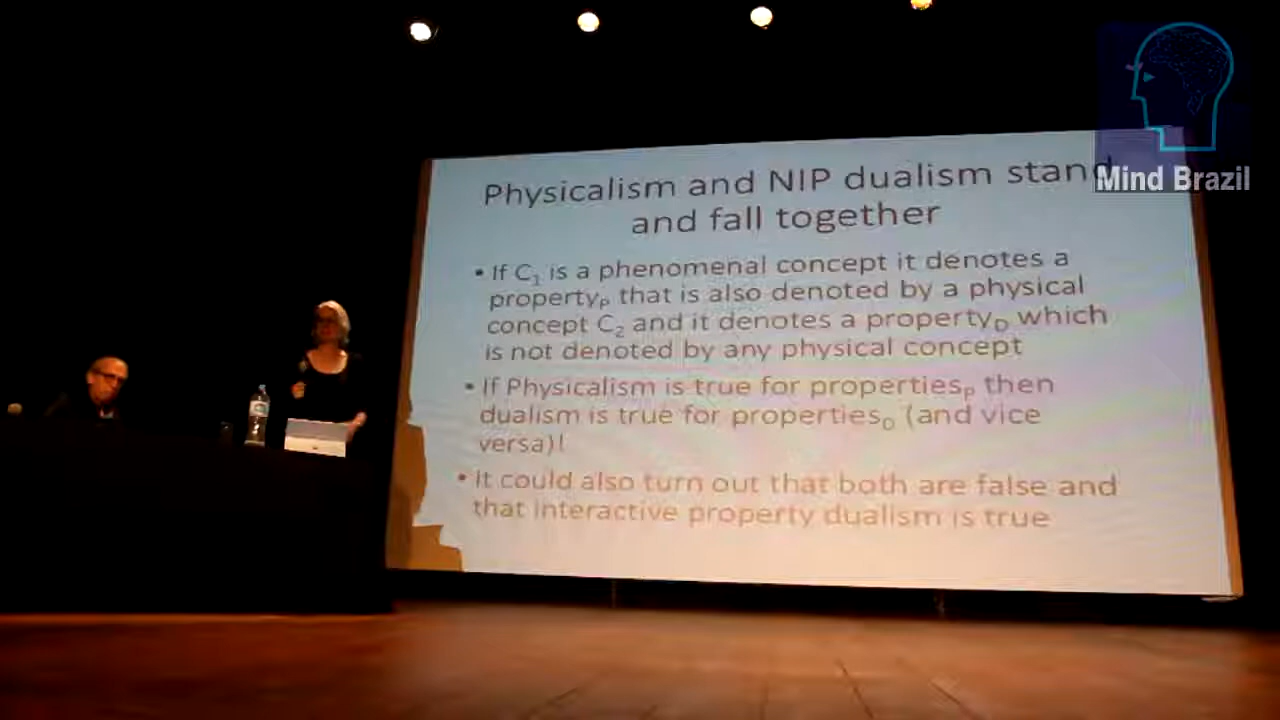 Physicalism and NIP dualism stand
and fall together
• If C₁ is a phenomenal concept it denotes a
propertyₚ that is also denoted by a physical
concept C₂ and it denotes a property_D which
is not denoted by any physical concept
• If Physicalism is true for propertiesₚ then
dualism is true for properties_D (and vice
versa)!
• It could also turn out that both are false and
that interactive property dualism is true
Mind Brazil